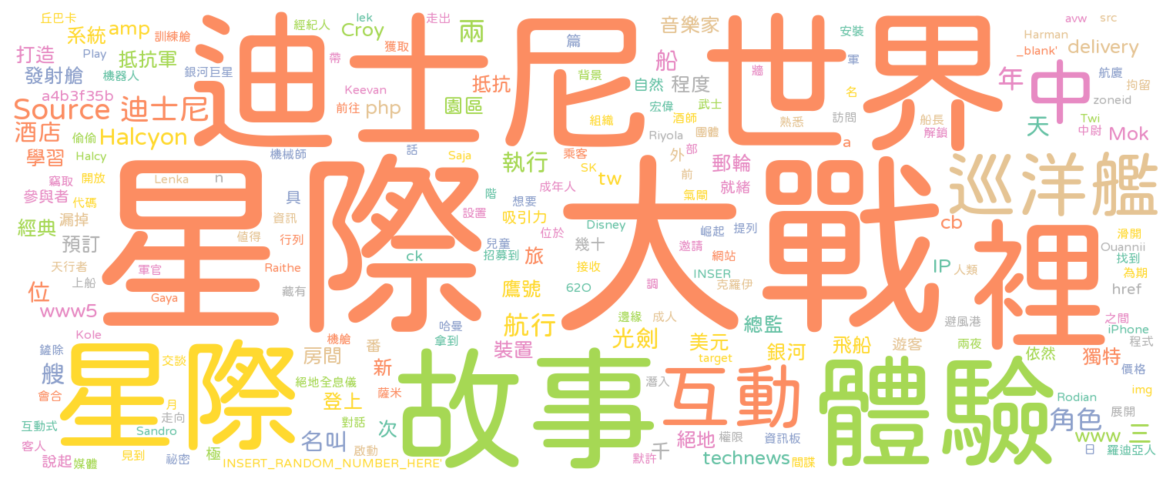 丘巴卡
系統
amp
經紀人
lek
Croy
兩
走出
音樂家
安裝
avw
src
Harman
_blank'
delivery
打造
Play
訓練艙
抵抗軍
獲取
帶
篇
船
牆
軍
迪士尼世界
發射艙
機器人
銀河巨星
背景
抵抗
自然
程度
年
中
航廈
拘留
a4b3f35b
Keevan
園區
宏偉
武士
名
zoneid
Source
迪士尼
前往
php
組織
酒師
團體
熟悉
訪問
船長
解鎖
天
Twi
中尉
Mok
酒店
偷偷
Halcyon
話
Riyola
a
學習
Halcy
機械師
Saja
執行
乘客
SK
外
部
郵輪
巡洋艦
竊取
開放
Lenka
n
具
階
成年人
tw
前
氣閘
就緒
參與者
代碼
想要
星際
大戰
裡
經典
漏掉
資訊
設置
吸引力
位於
Disney
崛起
提列
cb
滑開
預訂
值得
行列
兒童
招募到
旅
幾十
邀請
網站
Ouannii
找到
天行者
上船
軍官
Raithe
ck
接收
INSER
IP
人類
為期
位
Gaya
藏有
鷹號
620
調
克羅伊
href
www5
Kole
機艙
哈曼
拿到
航行
邊緣
成人
總監
避風港
之間
iPhone
程式
光劍
美元
兩夜
鏟除
艘
星際
交談
房間
番
新
裝置
target
銀河
飛船
遊客
依然
獨特
價格
會合
絕地全息儀
薩米
故事
潛入
互動
體驗
Rodian
img
月
走向
登上
對話
展開
角色
互動式
Sandro
名叫
次
千
絕地
權限
資訊板
www
三
客人
說起
媒體
見到
祕密
極
啟動
INSERT_RANDOM_NUMBER_HERE'
默許
technews
間諜
日
羅迪亞人